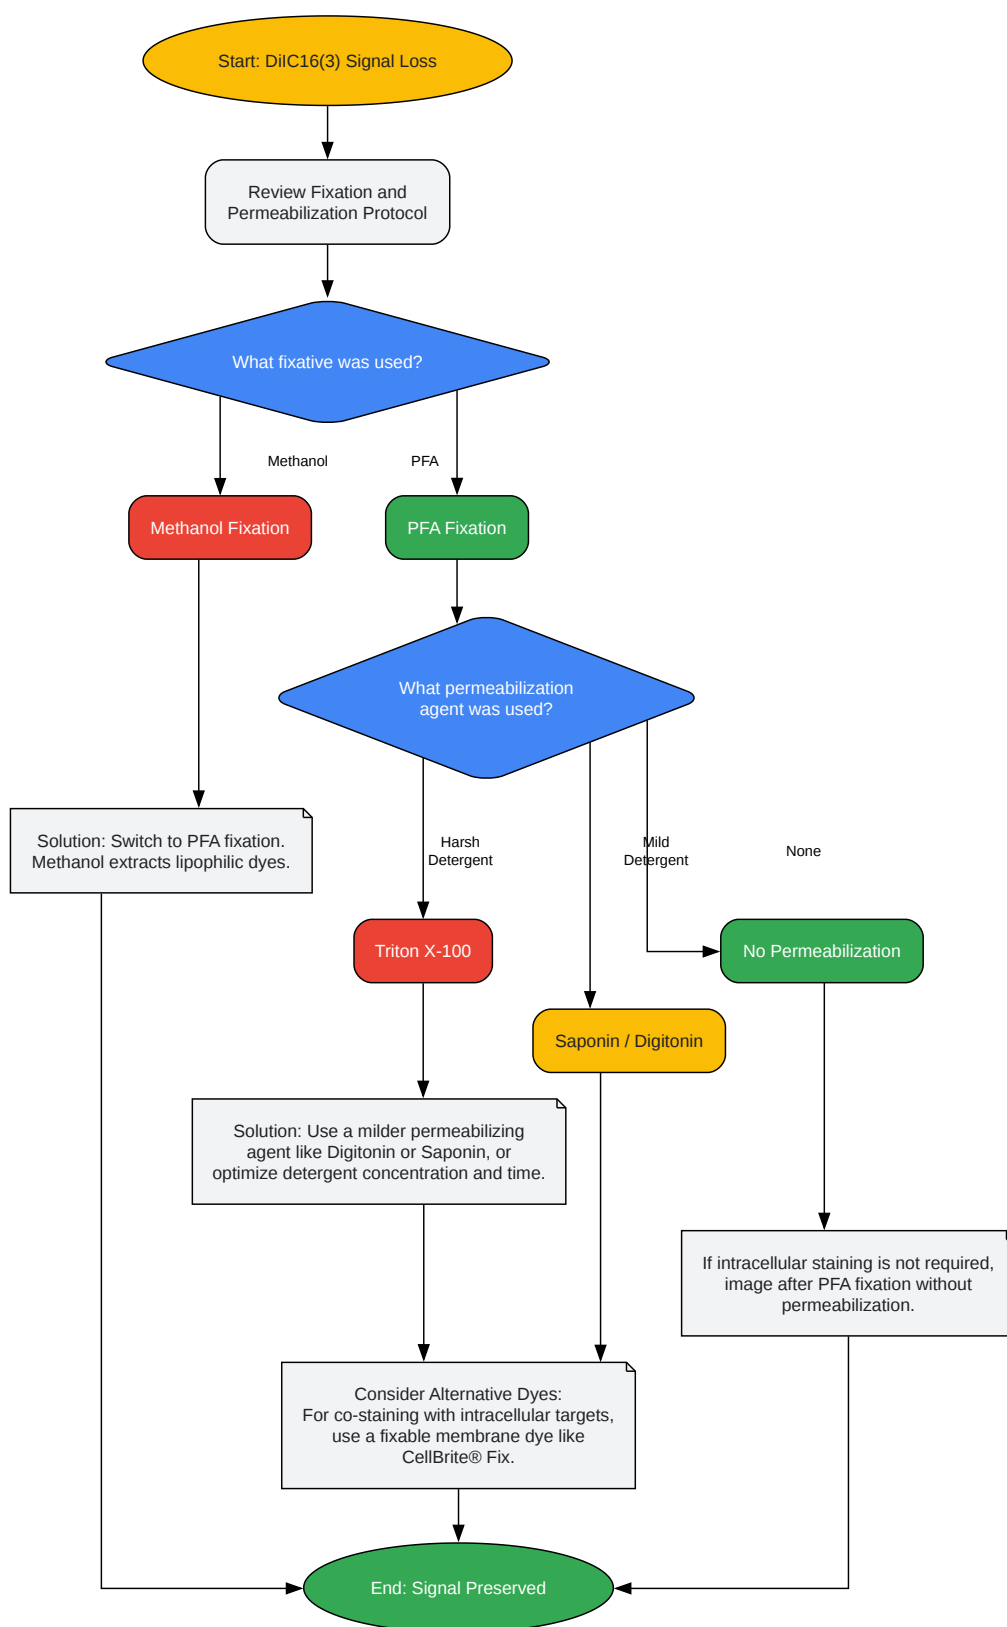 Start: DiIC16(3) Signal Loss
Review Fixation and
Permeabilization Protocol
What fixative was used?
Methanol
PFA
Methanol Fixation
PFA Fixation
What permeabilization
agent was used?
Solution: Switch to PFA fixation.
Methanol extracts lipophilic dyes.
Harsh
Detergent
Mild
Detergent
None
Triton X-100
No Permeabilization
Saponin / Digitonin
Solution: Use a milder permeabilizing
agent like Digitonin or Saponin, or
optimize detergent concentration and time.
If intracellular staining is not required,
image after PFA fixation without
permeabilization.
Consider Alternative Dyes:
For co-staining with intracellular targets,
use a fixable membrane dye like
CellBrite® Fix.
End: Signal Preserved